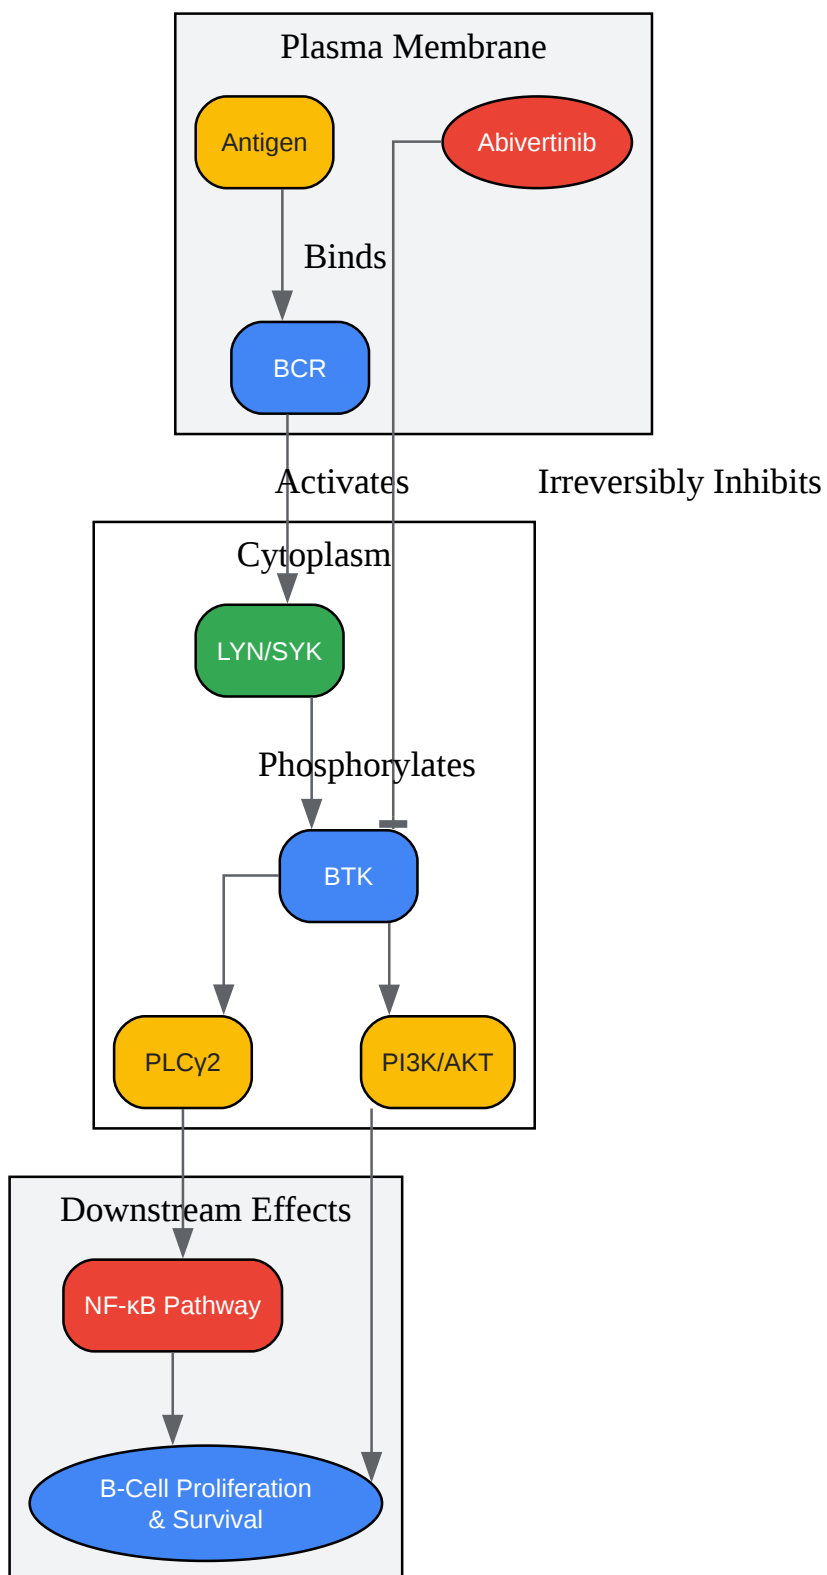 Plasma Membrane
Antigen
Abivertinib
Binds
BCR
Activates
Irreversibly Inhibits
Cytoplasm
LYN/SYK
Phosphorylates
BTK
PLCγ2
PI3K/AKT
Downstream Effects
NF-κB Pathway
B-Cell Proliferation
& Survival